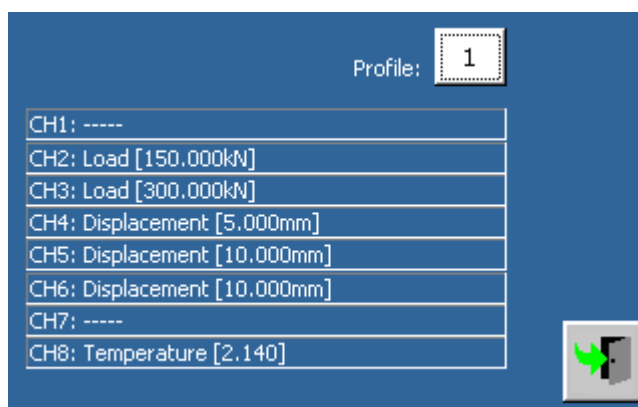 Profile: 1
CH1: -----
CH2: Load [150.000kN]
CH3: Load [300.000kN]
CH4: Displacement [5.000mm]
CH5: Displacement [10.000mm]
CH6: Displacement [10.000mm]
CH7: -----
CH8: Temperature [2.140]